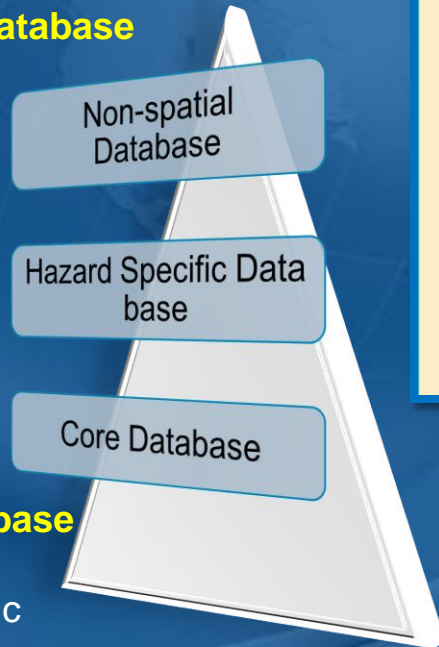 atabase
Non-spatial
Database
Hazard Specific Data
base
Core Database
base
c